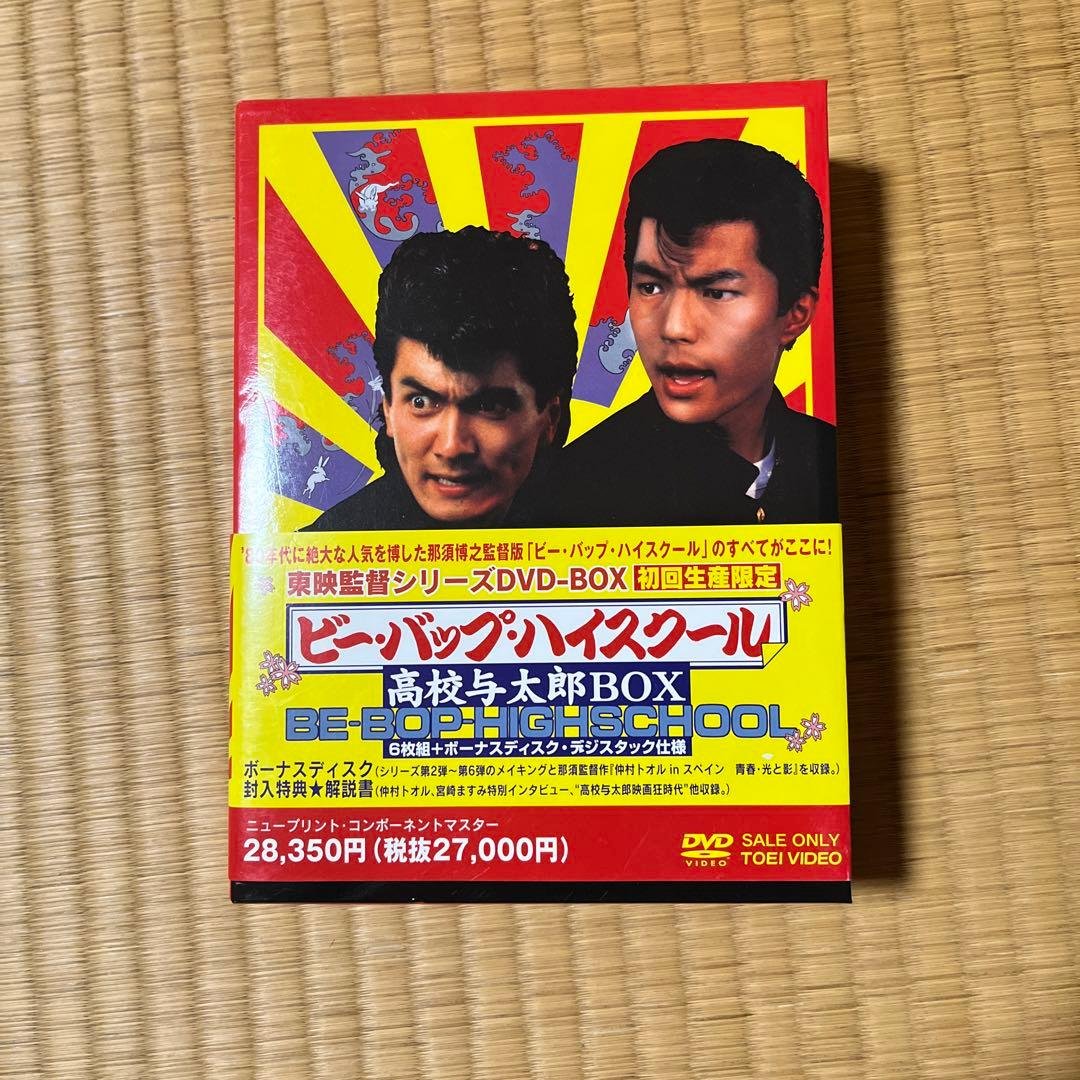 '80年代に絶大な人気を博した那須博之監督版「ビー・バップ・ハイスクール」のすべてがここに!
東映監督シリーズDVD-BOX 初回生産限定
ビー・バップ・ハイスクール
高校与太郎BOX
BE-BOP-HIGHSCHOOL
6枚組+ボーナスディスク・デジスタック仕様
ボーナスディスク(シリーズ第2弾~第6弾のメイキングと那須監督作『仲村トオル in スペイン 青春・光と影』を収録。)
封入特典★解説書(仲村トオル、宮崎ますみ特別インタビュー、“高校与太郎映画狂時代”他収録。)
ニュープリント・コンポーネントマスター
28,350円(税抜27,000円)
DVD VIDEO
SALE ONLY
TOEI VIDEO